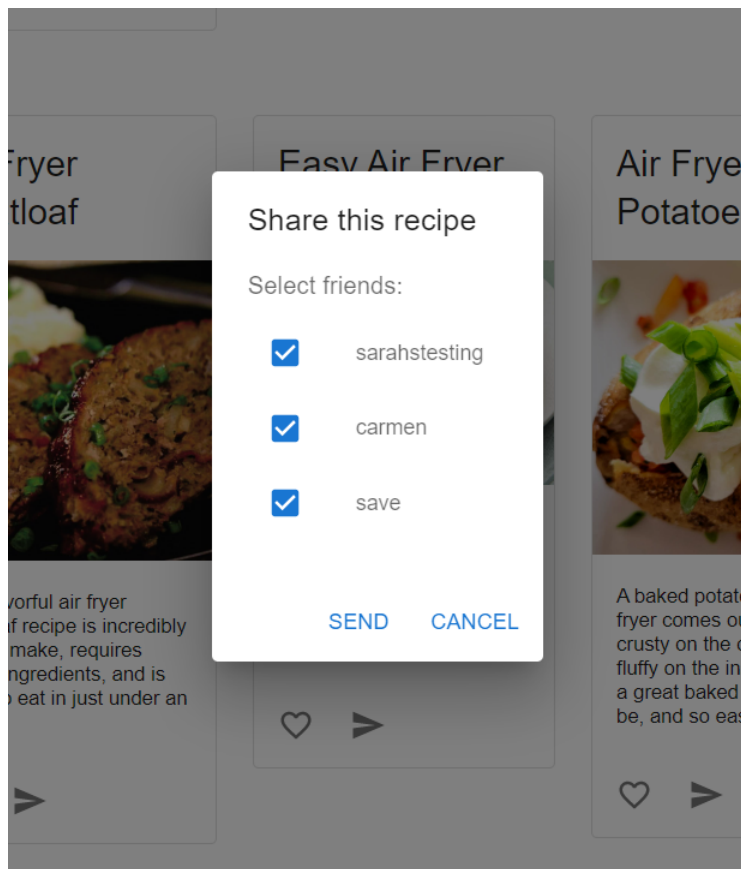 Fryer
tloaf
Easy Air Fryer
Air Frye
Potatoe
Share this recipe
Select friends:
sarahstesting
carmen
save
SEND
CANCEL
vorful air fryer
f recipe is incredibly
make, requires
ngredients, and is
o eat in just under an
A baked potato
fryer comes ou
crusty on the o
fluffy on the in
a great baked
be, and so eas